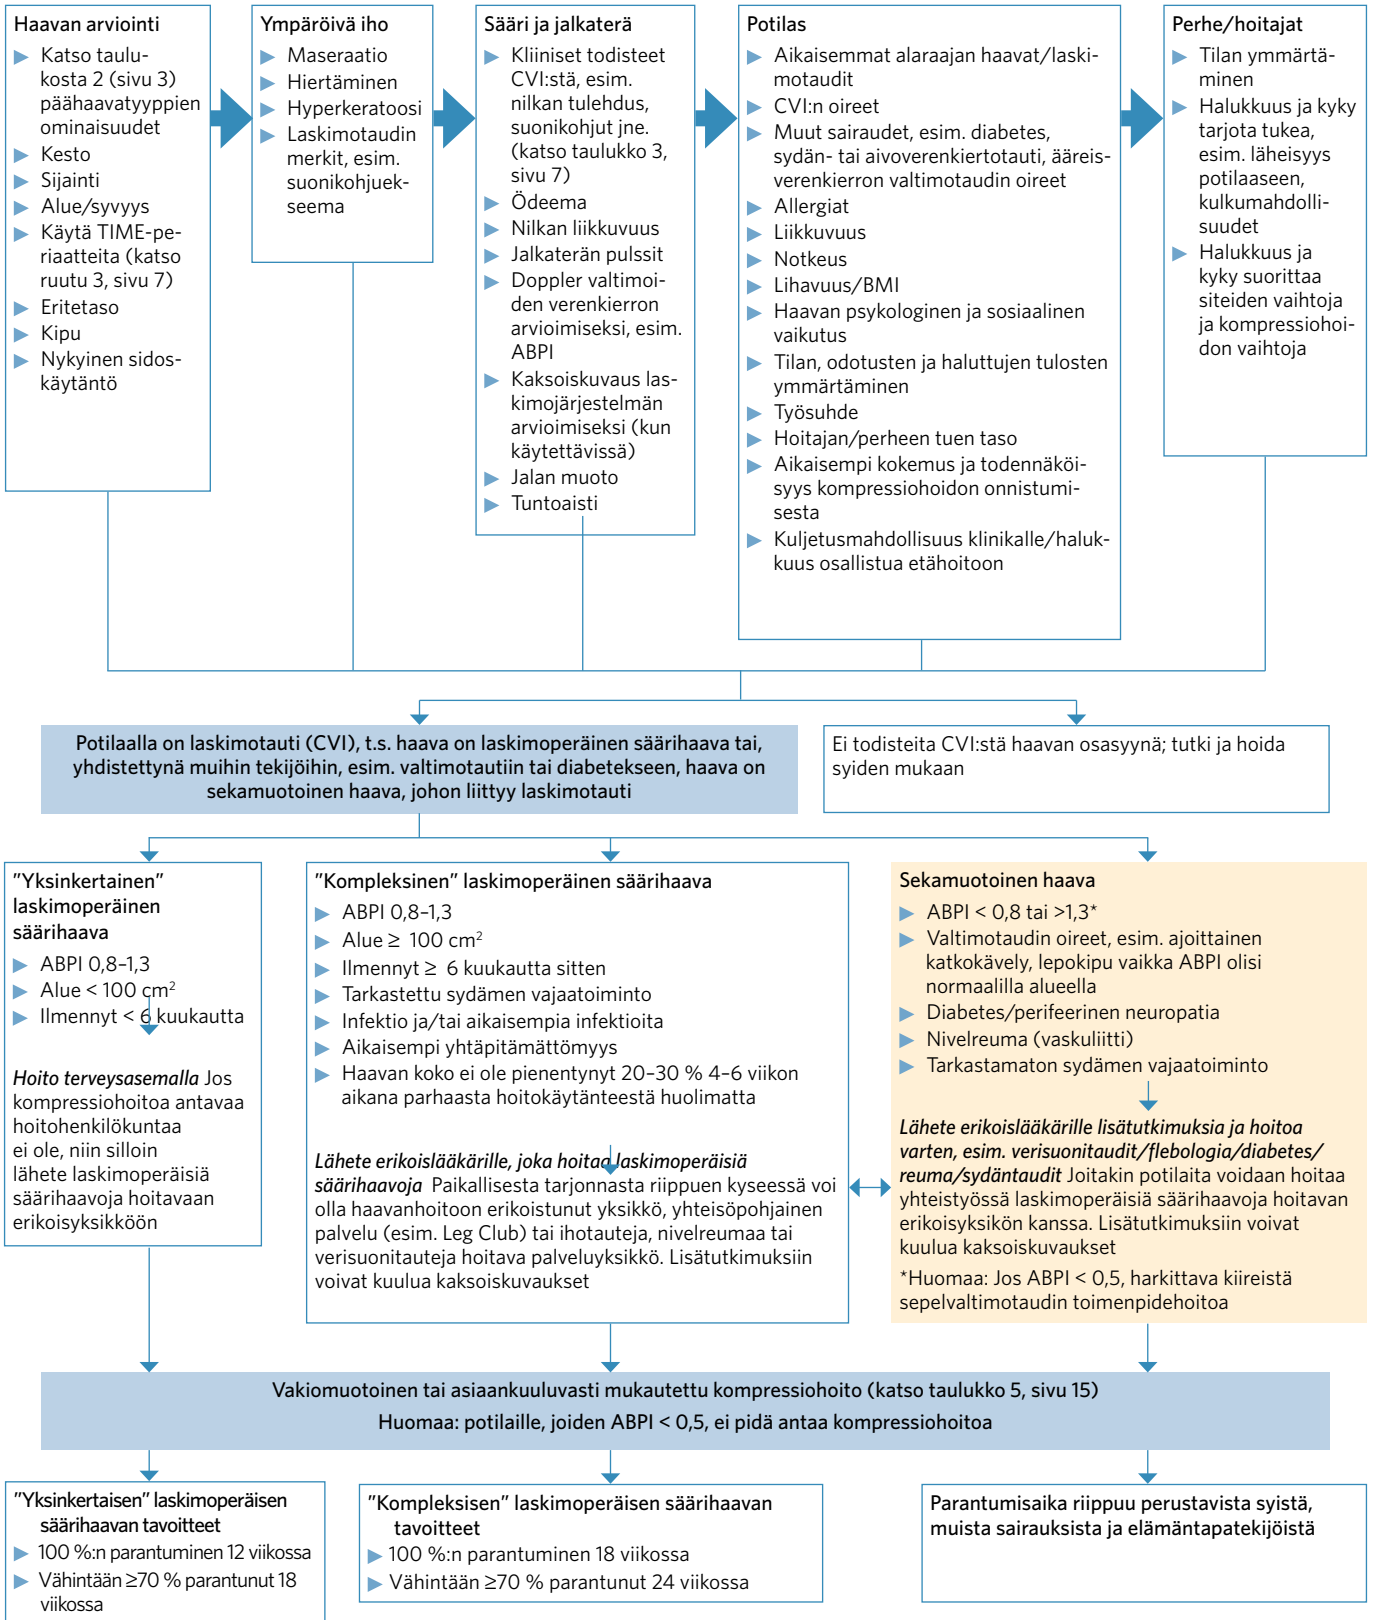 Haavan arviointi
▶ Katso taulu-
kosta 2 (sivu 3)
päähaavatyyppien
ominaisuudet
▶ Kesto
▶ Sijainti
▶ Alue/syvyys
▶ Käytä TIME-pe-
riaatteita (katso
ruutu 3, sivu 7)
▶ Eritetaso
▶ Kipu
▶ Nykyinen sidos-
käytäntö
Ympäröivä iho
▶ Maseraatio
▶ Hiertäminen
▶ Hyperkeratoosi
▶ Laskimotaudin
merkit, esim.
suonikohjuek-
seema
Sääri ja jalkaterä
▶ Kliiniset todisteet
CVI:stä, esim.
nilkan tulehdus,
suonikohjut jne.
(katso taulukko 3,
sivu 7)
▶ Ödeema
▶ Nilkan liikkuvuus
▶ Jalkaterän pulssit
▶ Doppler valtimoi-
den verenkierron
arvioimiseksi, esim.
ABPI
▶ Kaksoiskuvaus las-
kimojärjestelmän
arvioimiseksi (kun
käytettävissä)
▶ Jalan muoto
▶ Tuntoaisti
Potilas
▶ Aikaisemmat alaraajan haavat/laski-
motaudit
▶ CVI:n oireet
▶ Muut sairaudet, esim. diabetes,
sydän- tai aivoverenkiertotauti, ääreis-
verenkierron valtimotaudin oireet
▶ Allergiat
▶ Liikkuvuus
▶ Notkeus
▶ Lihavuus/BMI
▶ Haavan psykologinen ja sosiaalinen
vaikutus
▶ Tilan, odotusten ja haluttujen tulosten
ymmärtäminen
▶ Työsuhde
▶ Hoitajan/perheen tuen taso
▶ Aikaisempi kokemus ja todennäköi-
syys kompressiohoidon onnistumi-
sesta
▶ Kuljetusmahdollisuus klinikalle/haluk-
kuus osallistua etähoitoon
Perhe/hoitajat
▶ Tilan ymmärtä-
minen
▶ Halukkuus ja kyky
tarjota tukea,
esim. läheisyys
potilaaseen,
kulkumahdolli-
suudet
▶ Halukkuus ja
kyky suorittaa
siteiden vaihtoja
ja kompressiohoi-
don vaihtoja
Potilaalla on laskimotauti (CVI), t.s. haava on laskimoperäinen säärihaava tai,
yhdistettynä muihin tekijöihin, esim. valtimotautiin tai diabetekseen, haava on
sekamuotoinen haava, johon liittyy laskimotauti
Ei todisteita CVI:stä haavan osasyynä; tutki ja hoida
syiden mukaan
"Yksinkertainen"
laskimoperäinen
säärihaava
▶ ABPI 0,8–1,3
▶ Alue < 100 cm²
▶ Ilmennyt < 6 kuukautta
Hoito terveysasemalla Jos
kompressiohoitoa antavaa
hoitohenkilökuntaa
ei ole, niin silloin
lähete laskimoperäisiä
säärihaavoja hoitavaan
erikoisyksikköön
"Kompleksinen" laskimoperäinen säärihaava
▶ ABPI 0,8–1,3
▶ Alue ≥ 100 cm²
▶ Ilmennyt ≥ 6 kuukautta sitten
▶ Tarkastettu sydämen vajaatoiminto
▶ Infektio ja/tai aikaisempia infektioita
▶ Aikaisempi yhtäpitämättömyys
▶ Haavan koko ei ole pienentynyt 20–30 % 4–6 viikon
aikana parhaasta hoitokäytänteestä huolimatta
Lähete erikoislääkärille, joka hoitaa laskimoperäisiä
säärihaavoja Paikallisesta tarjonnasta riippuen kyseessä voi
olla haavanhoitoon erikoistunut yksikkö, yhteisöpohjainen
palvelu (esim. Leg Club) tai ihotauteja, nivelreumaa tai
verisuonitauteja hoitava palveluyksikkö. Lisätutkimuksiin
voivat kuulua kaksoiskuvaukset
Sekamuotoinen haava
▶ ABPI < 0,8 tai >1,3*
▶ Valtimotaudin oireet, esim. ajoittainen
katkokävely, lepokipu vaikka ABPI olisi
normaalilla alueella
▶ Diabetes/perifeerinen neuropatia
▶ Nivelreuma (vaskuliitti)
▶ Tarkastamaton sydämen vajaatoiminto
Lähete erikoislääkärille lisätutkimuksia ja hoitoa
varten, esim. verisuonitaudit/flebologia/diabetes/
reuma/sydäntaudit Joitakin potilaita voidaan hoitaa
yhteistyössä laskimoperäisiä säärihaavoja hoitavan
erikoisyksikön kanssa. Lisätutkimuksiin voivat
kuulua kaksoiskuvaukset
*Huomaa: Jos ABPI < 0,5, harkittava kiireistä
sepelvaltimotaudin toimenpidehoitoa
Vakiomuotoinen tai asiaankuuluvasti mukautettu kompressiohoito (katso taulukko 5, sivu 15)
Huomaa: potilaille, joiden ABPI < 0,5, ei pidä antaa kompressiohoitoa
"Yksinkertaisen" laskimoperäisen
säärihaavan tavoitteet
▶ 100 %:n parantuminen 12 viikossa
▶ Vähintään ≥70 % parantunut 18
viikossa
"Kompleksisen" laskimoperäisen säärihaavan
tavoitteet
▶ 100 %:n parantuminen 18 viikossa
▶ Vähintään ≥70 % parantunut 24 viikossa
Parantumisaika riippuu perustavista syistä,
muista sairauksista ja elämäntapatekijöistä